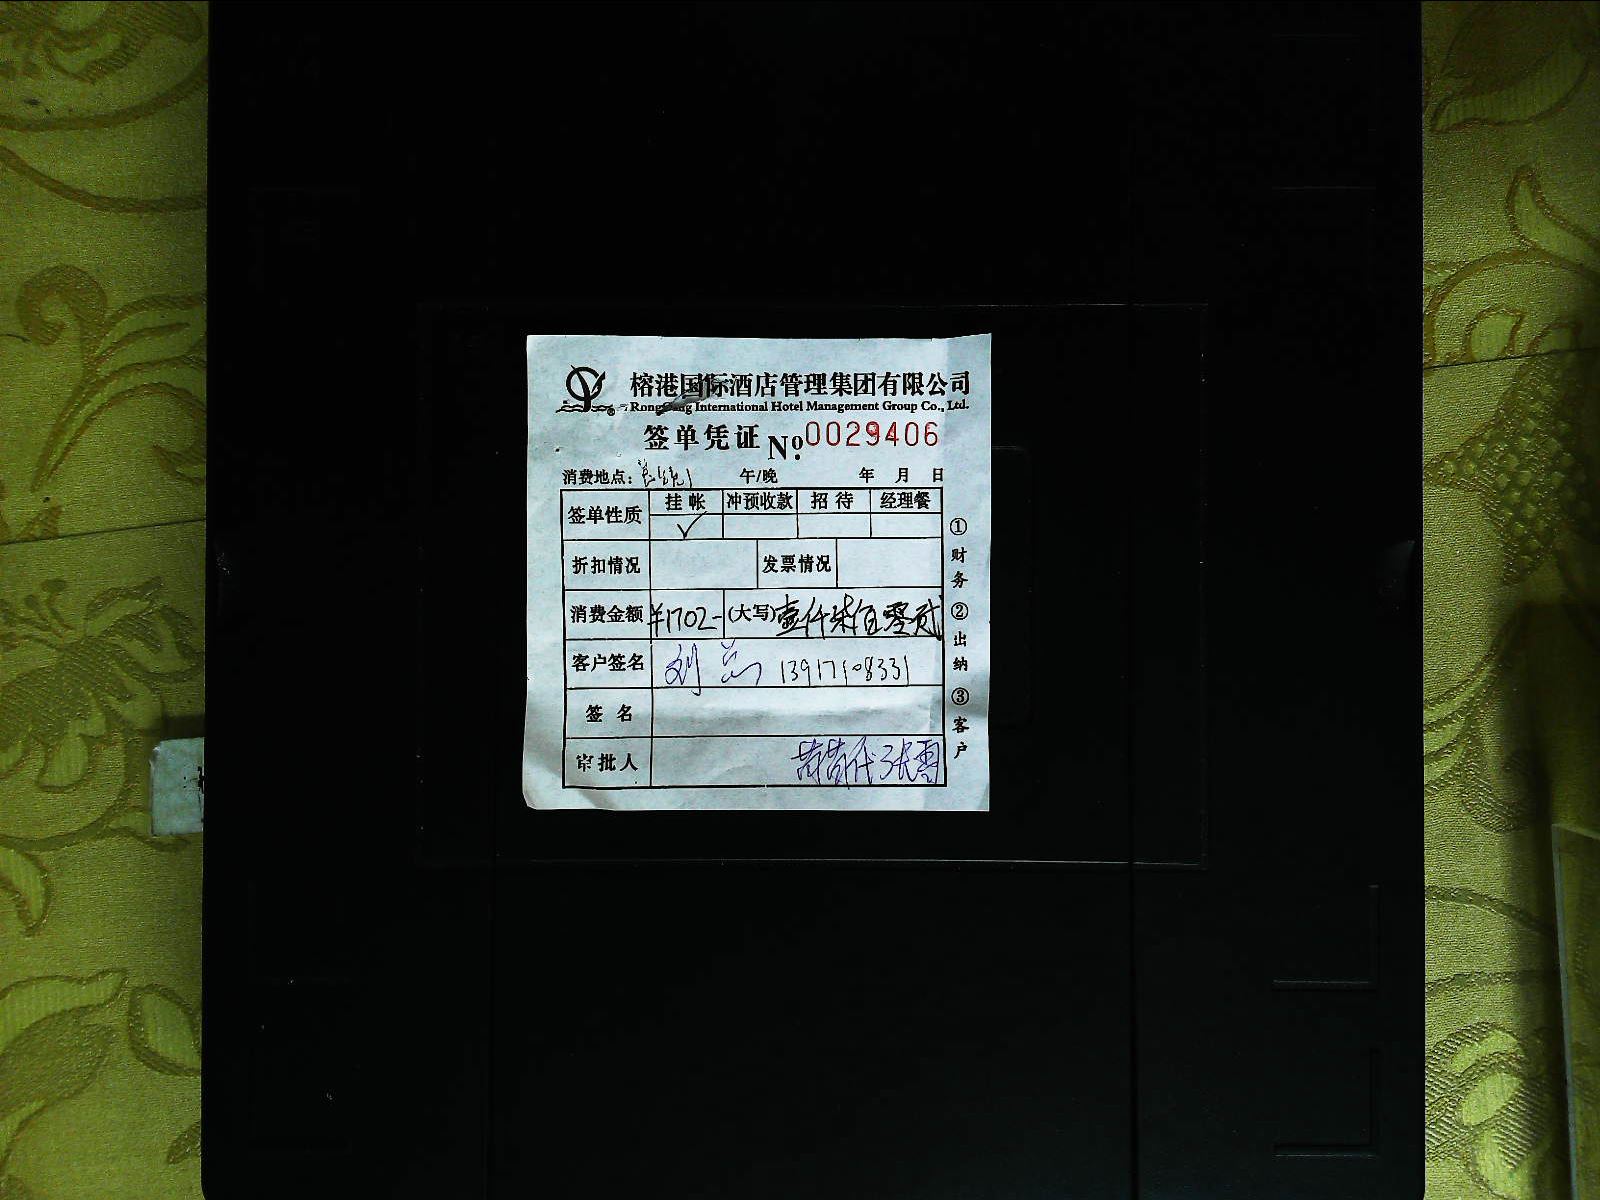 榕港国际酒店管理集团有限公司
RongGang International Hotel Management Group Co., Ltd.
签单凭证 No. 0029406
消费地点： 午/晚 年 月 日
签单性质 挂帐 冲预收款 招待 经理餐
✓
折扣情况 发票情况
消费金额 ¥1702- (大写) 壹仟柒佰零贰
客户签名 刘 13917108331
签名
审批人 代张雪
①财务 ②出纳 ③客户